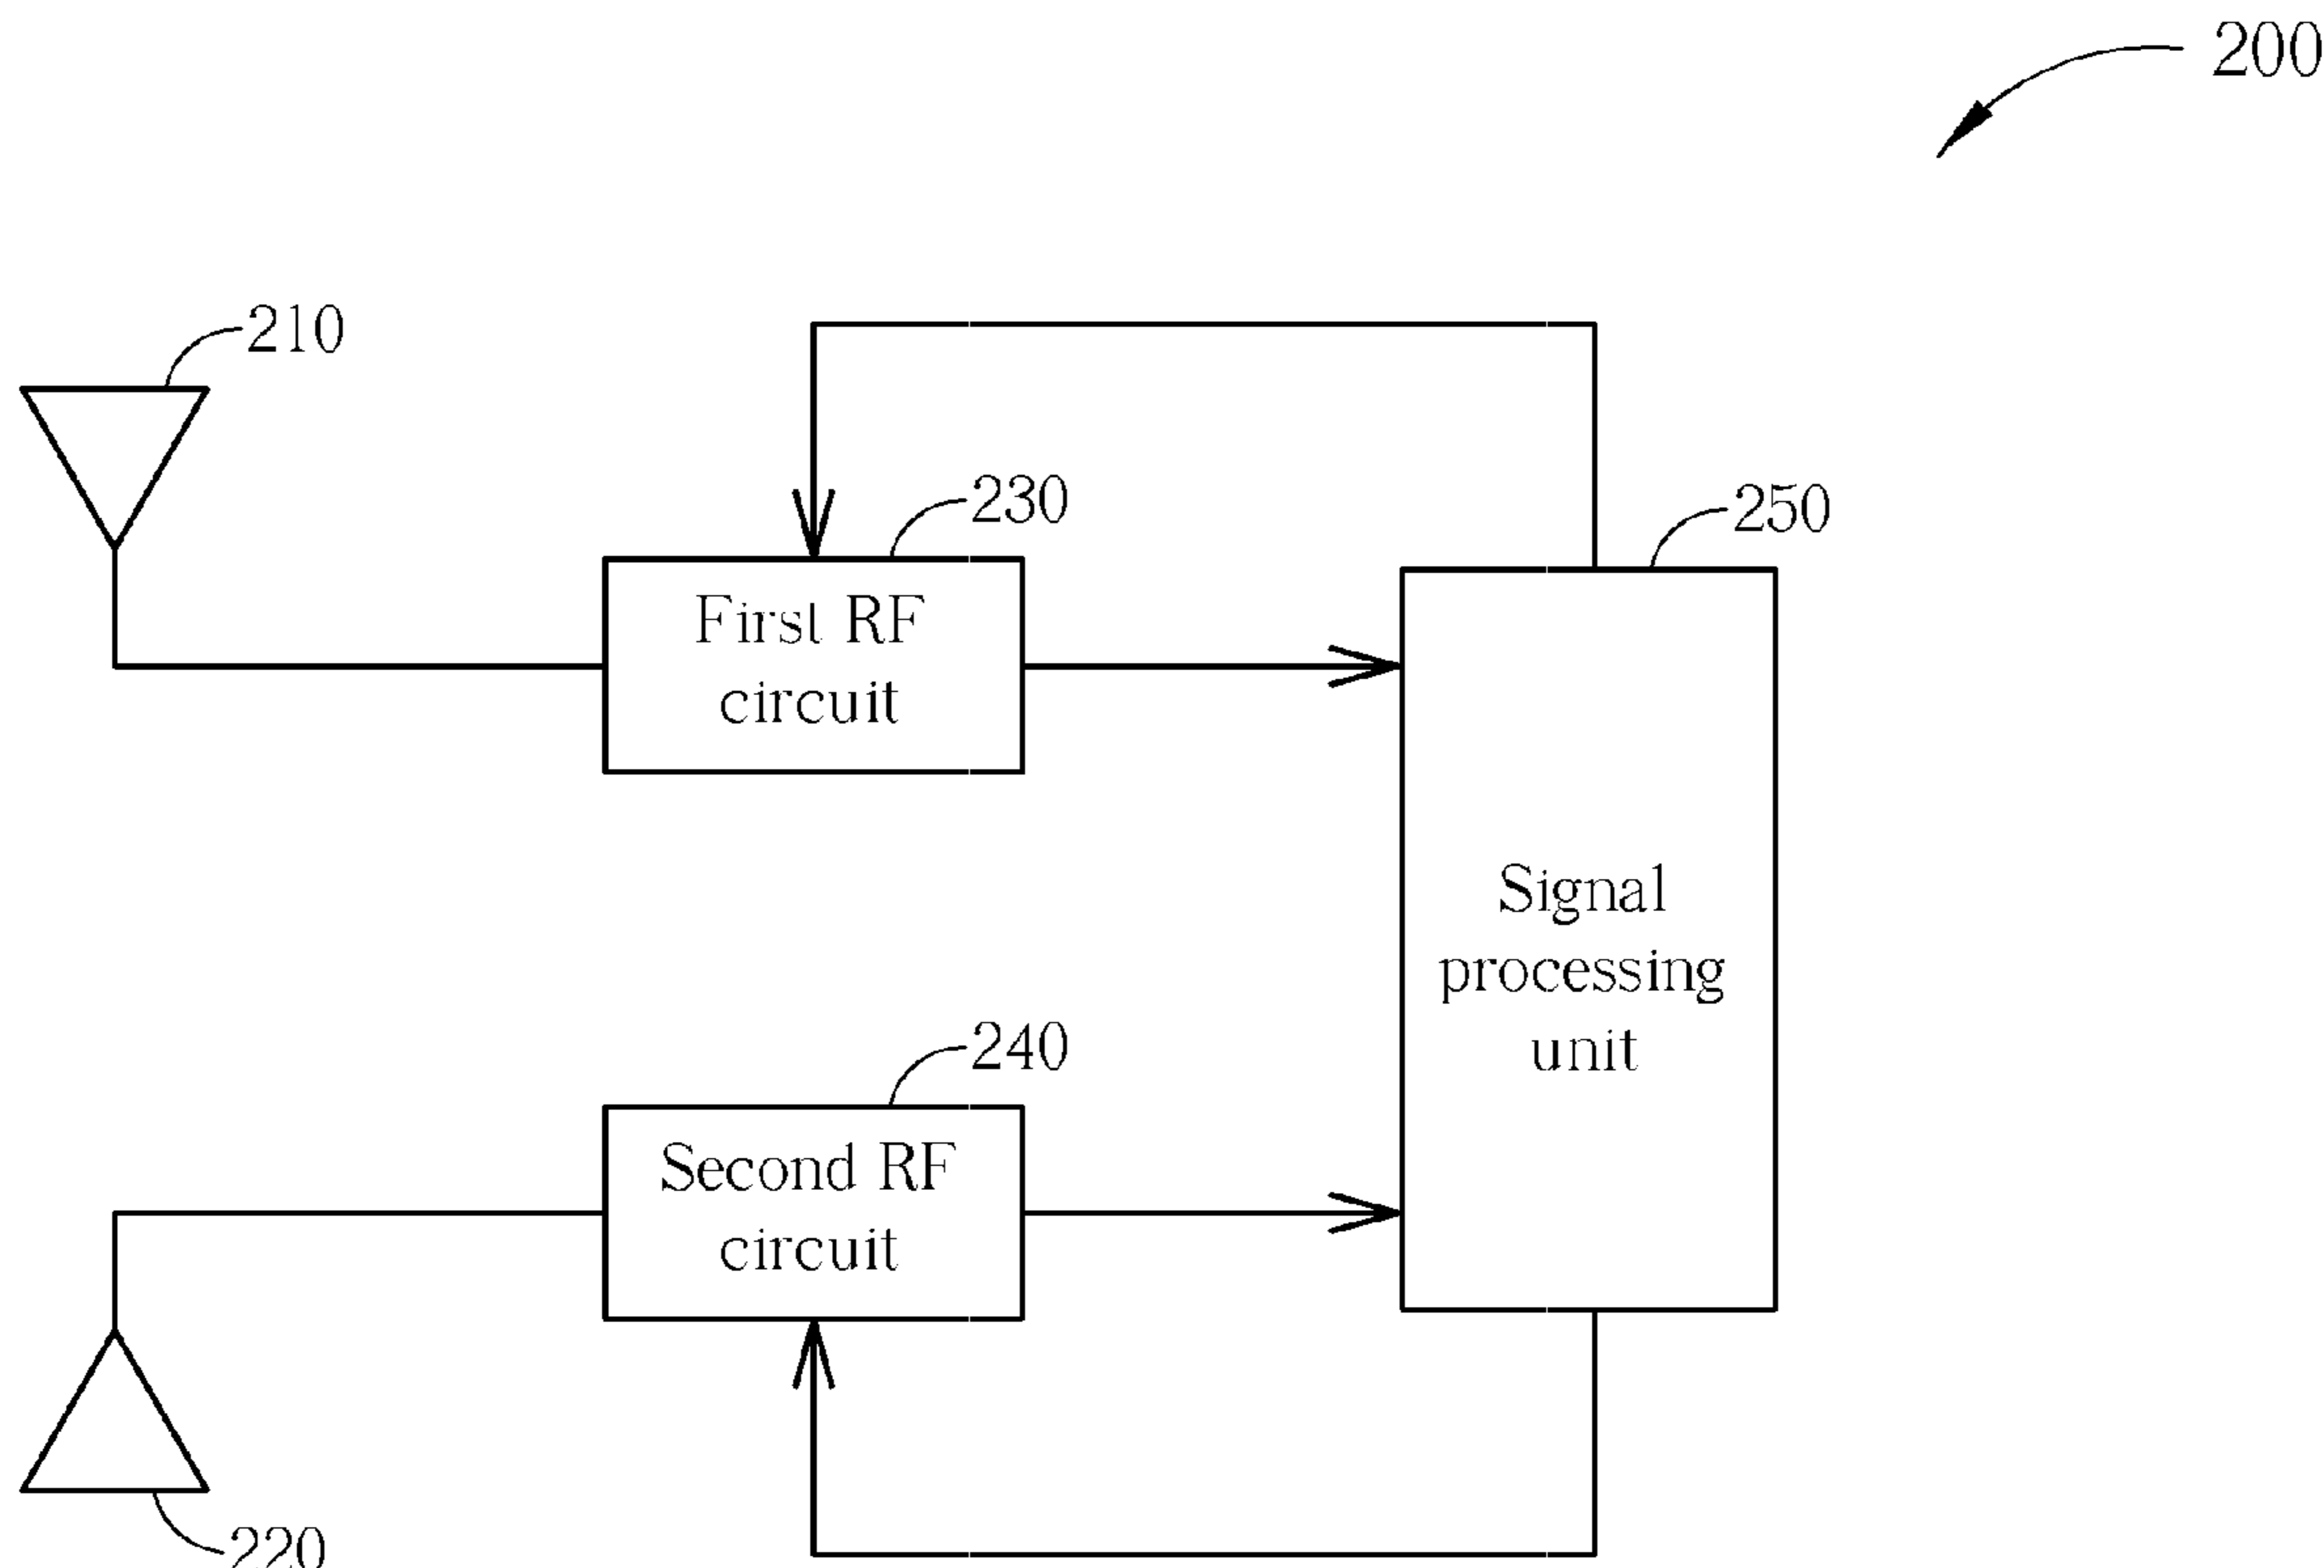 200
210
230
250
First RF
circuit
Signal
processing
unit
240
Second RF
circuit
220